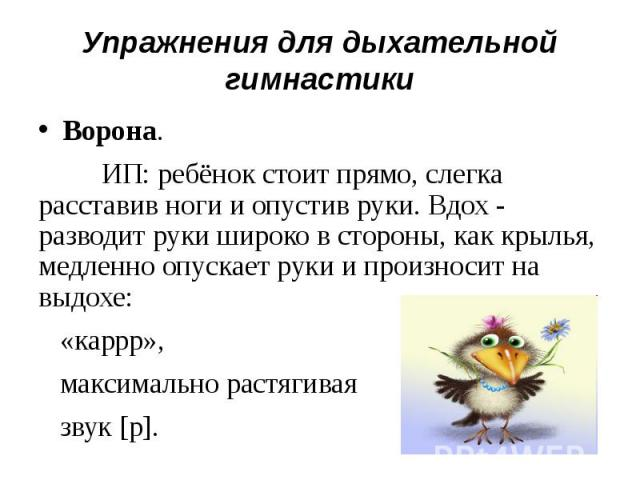 Упражнения для дыхательной
гимнастики
• Ворона.
ИП: ребёнок стоит прямо, слегка
расставив ноги и опустив руки. Вдох -
разводит руки широко в стороны, как крылья,
медленно опускает руки и произносит на
выдохе:
«каррр»,
максимально растягивая
звук [р].
PPt4WEB